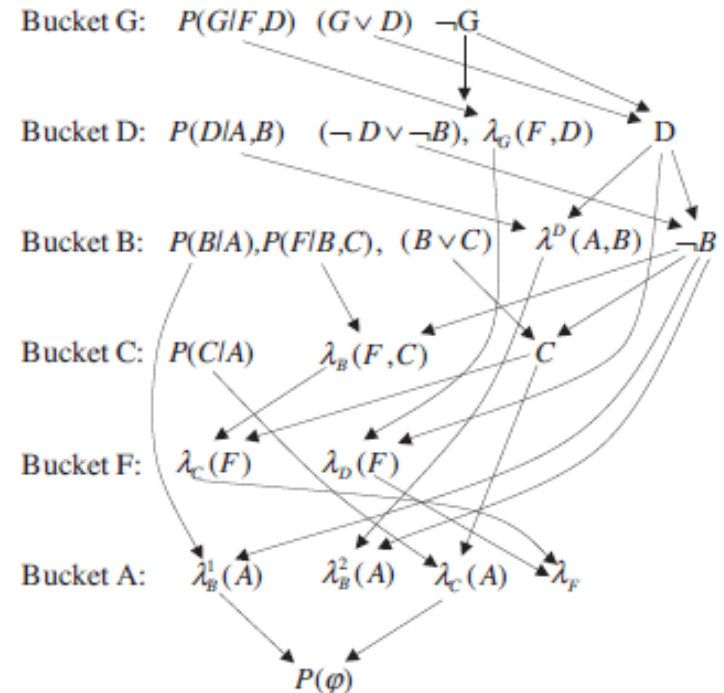 Bucket G: P(G|F,D) (G ∨ D) ¬G
Bucket D: P(D|A,B) (¬ D ∨ ¬B), λ_G(F,D) D
Bucket B: P(B|A),P(F|B,C), (B ∨ C) λ^D(A,B) ¬B
Bucket C: P(C|A) λ_B(F,C) C
Bucket F: λ_C(F) λ_D(F)
Bucket A: λ_B^1(A) λ_B^2(A) λ_C(A) λ_F
P(φ)